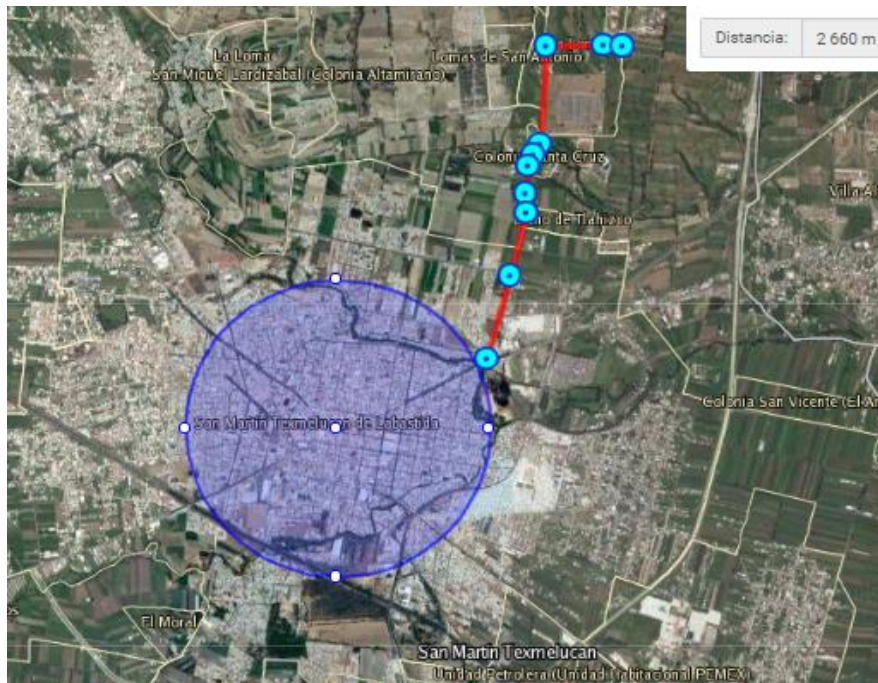 Distancia: 2 660 m
La Loma
Lomas de San Antonio
San Miguel Lardizabal (Colonia Altamirano)
Colonia Santa Cruz
Villa
de Tlahizco
San Martin Texmelucan de Labastida
Colonia San Vicente (El
El Moral
San Martin Texmelucan
Unidad Petrolera (Unidad Habitacional PEMEX)